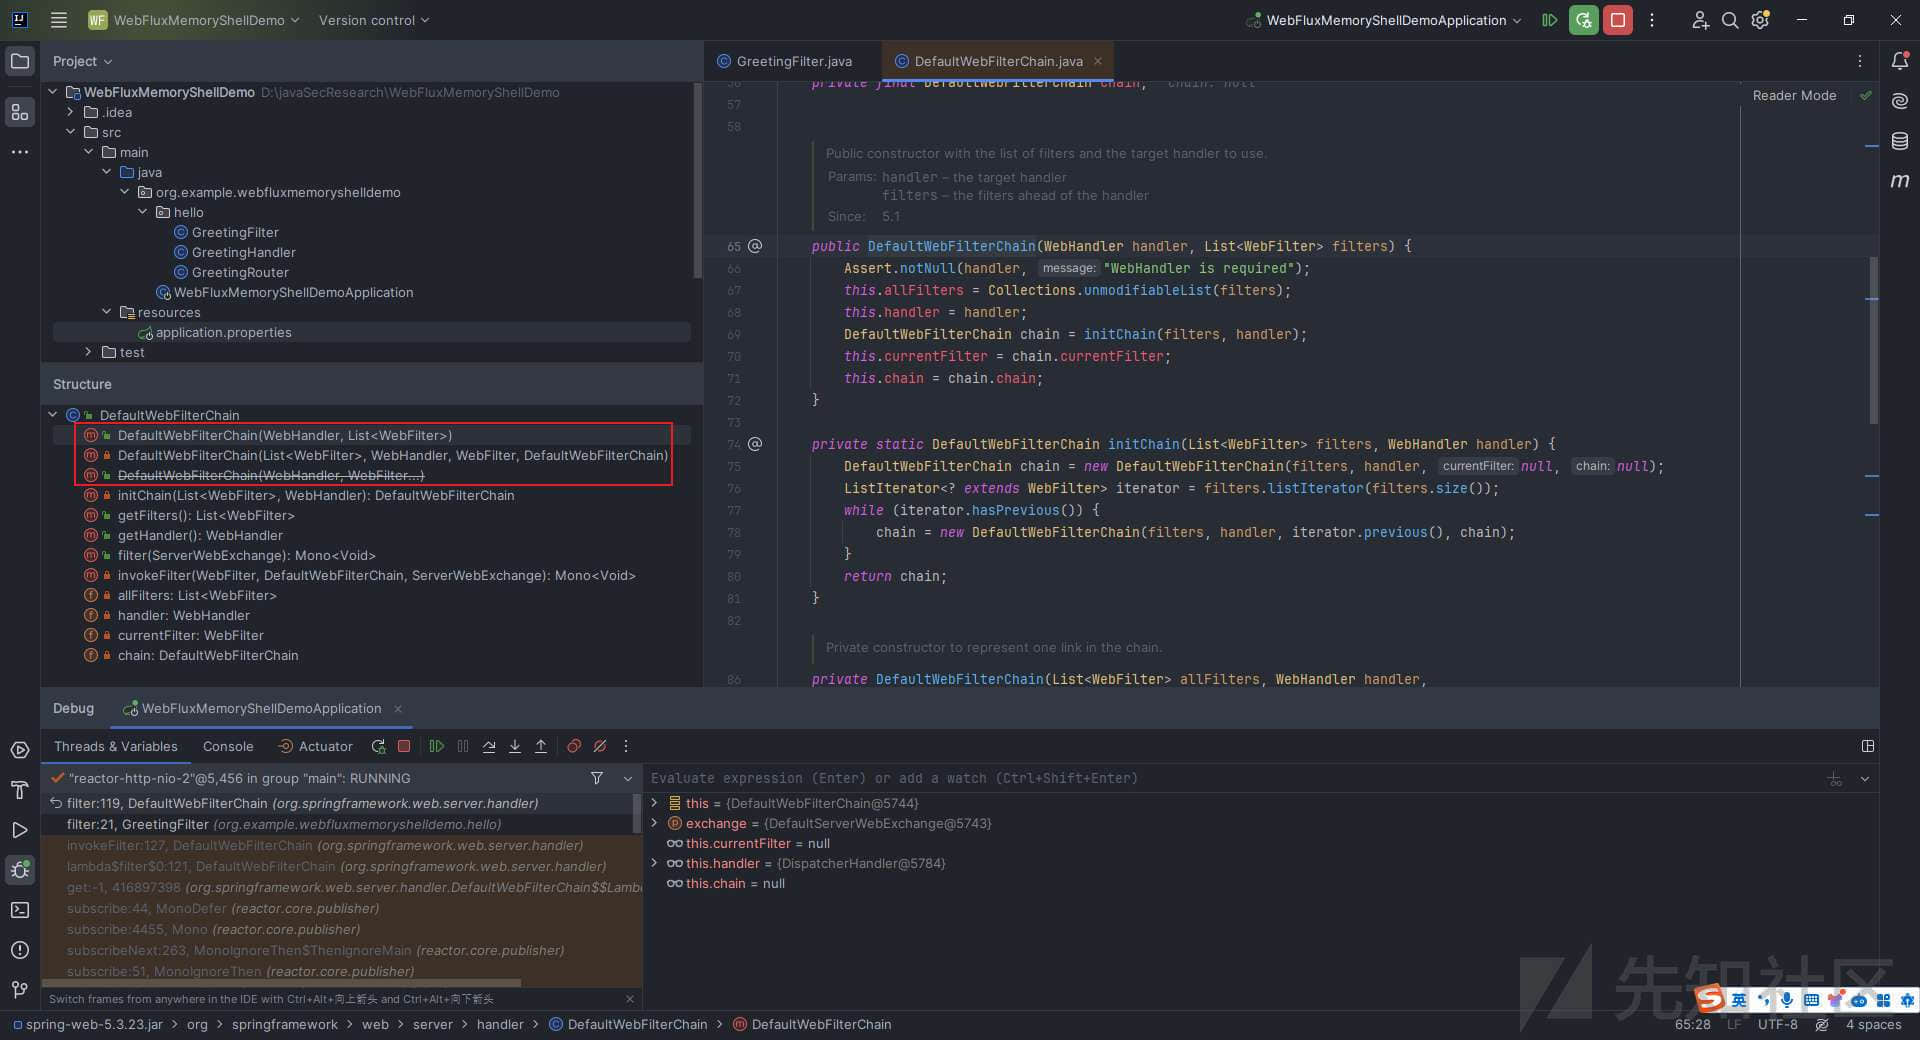 WF WebFluxMemoryShellDemo Version control WebFluxMemoryShellDemoApplication
Project
WebFluxMemoryShellDemo D:\javaSecResearch\WebFluxMemoryShellDemo
.idea
src
main
java
org.example.webfluxmemoryshelldemo
hello
GreetingFilter
GreetingHandler
GreetingRouter
WebFluxMemoryShellDemoApplication
resources
application.properties
test
Structure
DefaultWebFilterChain
DefaultWebFilterChain(WebHandler, List<WebFilter>)
DefaultWebFilterChain(List<WebFilter>, WebHandler, WebFilter, DefaultWebFilterChain)
DefaultWebFilterChain(WebHandler, WebFilter...)
initChain(List<WebFilter>, WebHandler): DefaultWebFilterChain
getFilters(): List<WebFilter>
getHandler(): WebHandler
filter(ServerWebExchange): Mono<Void>
invokeFilter(WebFilter, DefaultWebFilterChain, ServerWebExchange): Mono<Void>
allFilters: List<WebFilter>
handler: WebHandler
currentFilter: WebFilter
chain: DefaultWebFilterChain
GreetingFilter.java DefaultWebFilterChain.java
Reader Mode
56 private final DefaultWebFilterChain chain; chain: null
57
58
Public constructor with the list of filters and the target handler to use.
Params: handler – the target handler
filters – the filters ahead of the handler
Since: 5.1
65 public DefaultWebFilterChain(WebHandler handler, List<WebFilter> filters) {
66 Assert.notNull(handler, message: "WebHandler is required");
67 this.allFilters = Collections.unmodifiableList(filters);
68 this.handler = handler;
69 DefaultWebFilterChain chain = initChain(filters, handler);
70 this.currentFilter = chain.currentFilter;
71 this.chain = chain.chain;
72 }
73
74 private static DefaultWebFilterChain initChain(List<WebFilter> filters, WebHandler handler) {
75 DefaultWebFilterChain chain = new DefaultWebFilterChain(filters, handler, currentFilter: null, chain: null);
76 ListIterator<? extends WebFilter> iterator = filters.listIterator(filters.size());
77 while (iterator.hasPrevious()) {
78 chain = new DefaultWebFilterChain(filters, handler, iterator.previous(), chain);
79 }
80 return chain;
81 }
82
Private constructor to represent one link in the chain.
86 private DefaultWebFilterChain(List<WebFilter> allFilters, WebHandler handler,
Debug WebFluxMemoryShellDemoApplication
Threads & Variables Console Actuator
"reactor-http-nio-2"@5,456 in group "main": RUNNING
filter:119, DefaultWebFilterChain (org.springframework.web.server.handler)
filter:21, GreetingFilter (org.example.webfluxmemoryshelldemo.hello)
invokeFilter:127, DefaultWebFilterChain (org.springframework.web.server.handler)
lambda$filter$0:121, DefaultWebFilterChain (org.springframework.web.server.handler)
get:-1, 416897398 (org.springframework.web.server.handler.DefaultWebFilterChain$$Lambd
subscribe:44, MonoDefer (reactor.core.publisher)
subscribe:4455, Mono (reactor.core.publisher)
subscribeNext:263, MonoIgnoreThen$ThenIgnoreMain (reactor.core.publisher)
subscribe:51, MonoIgnoreThen (reactor.core.publisher)
Switch frames from anywhere in the IDE with Ctrl+Alt+向上箭头 and Ctrl+Alt+向下箭头
Evaluate expression (Enter) or add a watch (Ctrl+Shift+Enter)
this = {DefaultWebFilterChain@5744}
exchange = {DefaultServerWebExchange@5743}
this.currentFilter = null
this.handler = {DispatcherHandler@5784}
this.chain = null
先知社区
英
spring-web-5.3.23.jar > org > springframework > web > server > handler > DefaultWebFilterChain > DefaultWebFilterChain
65:28 LF UTF-8 4 spaces